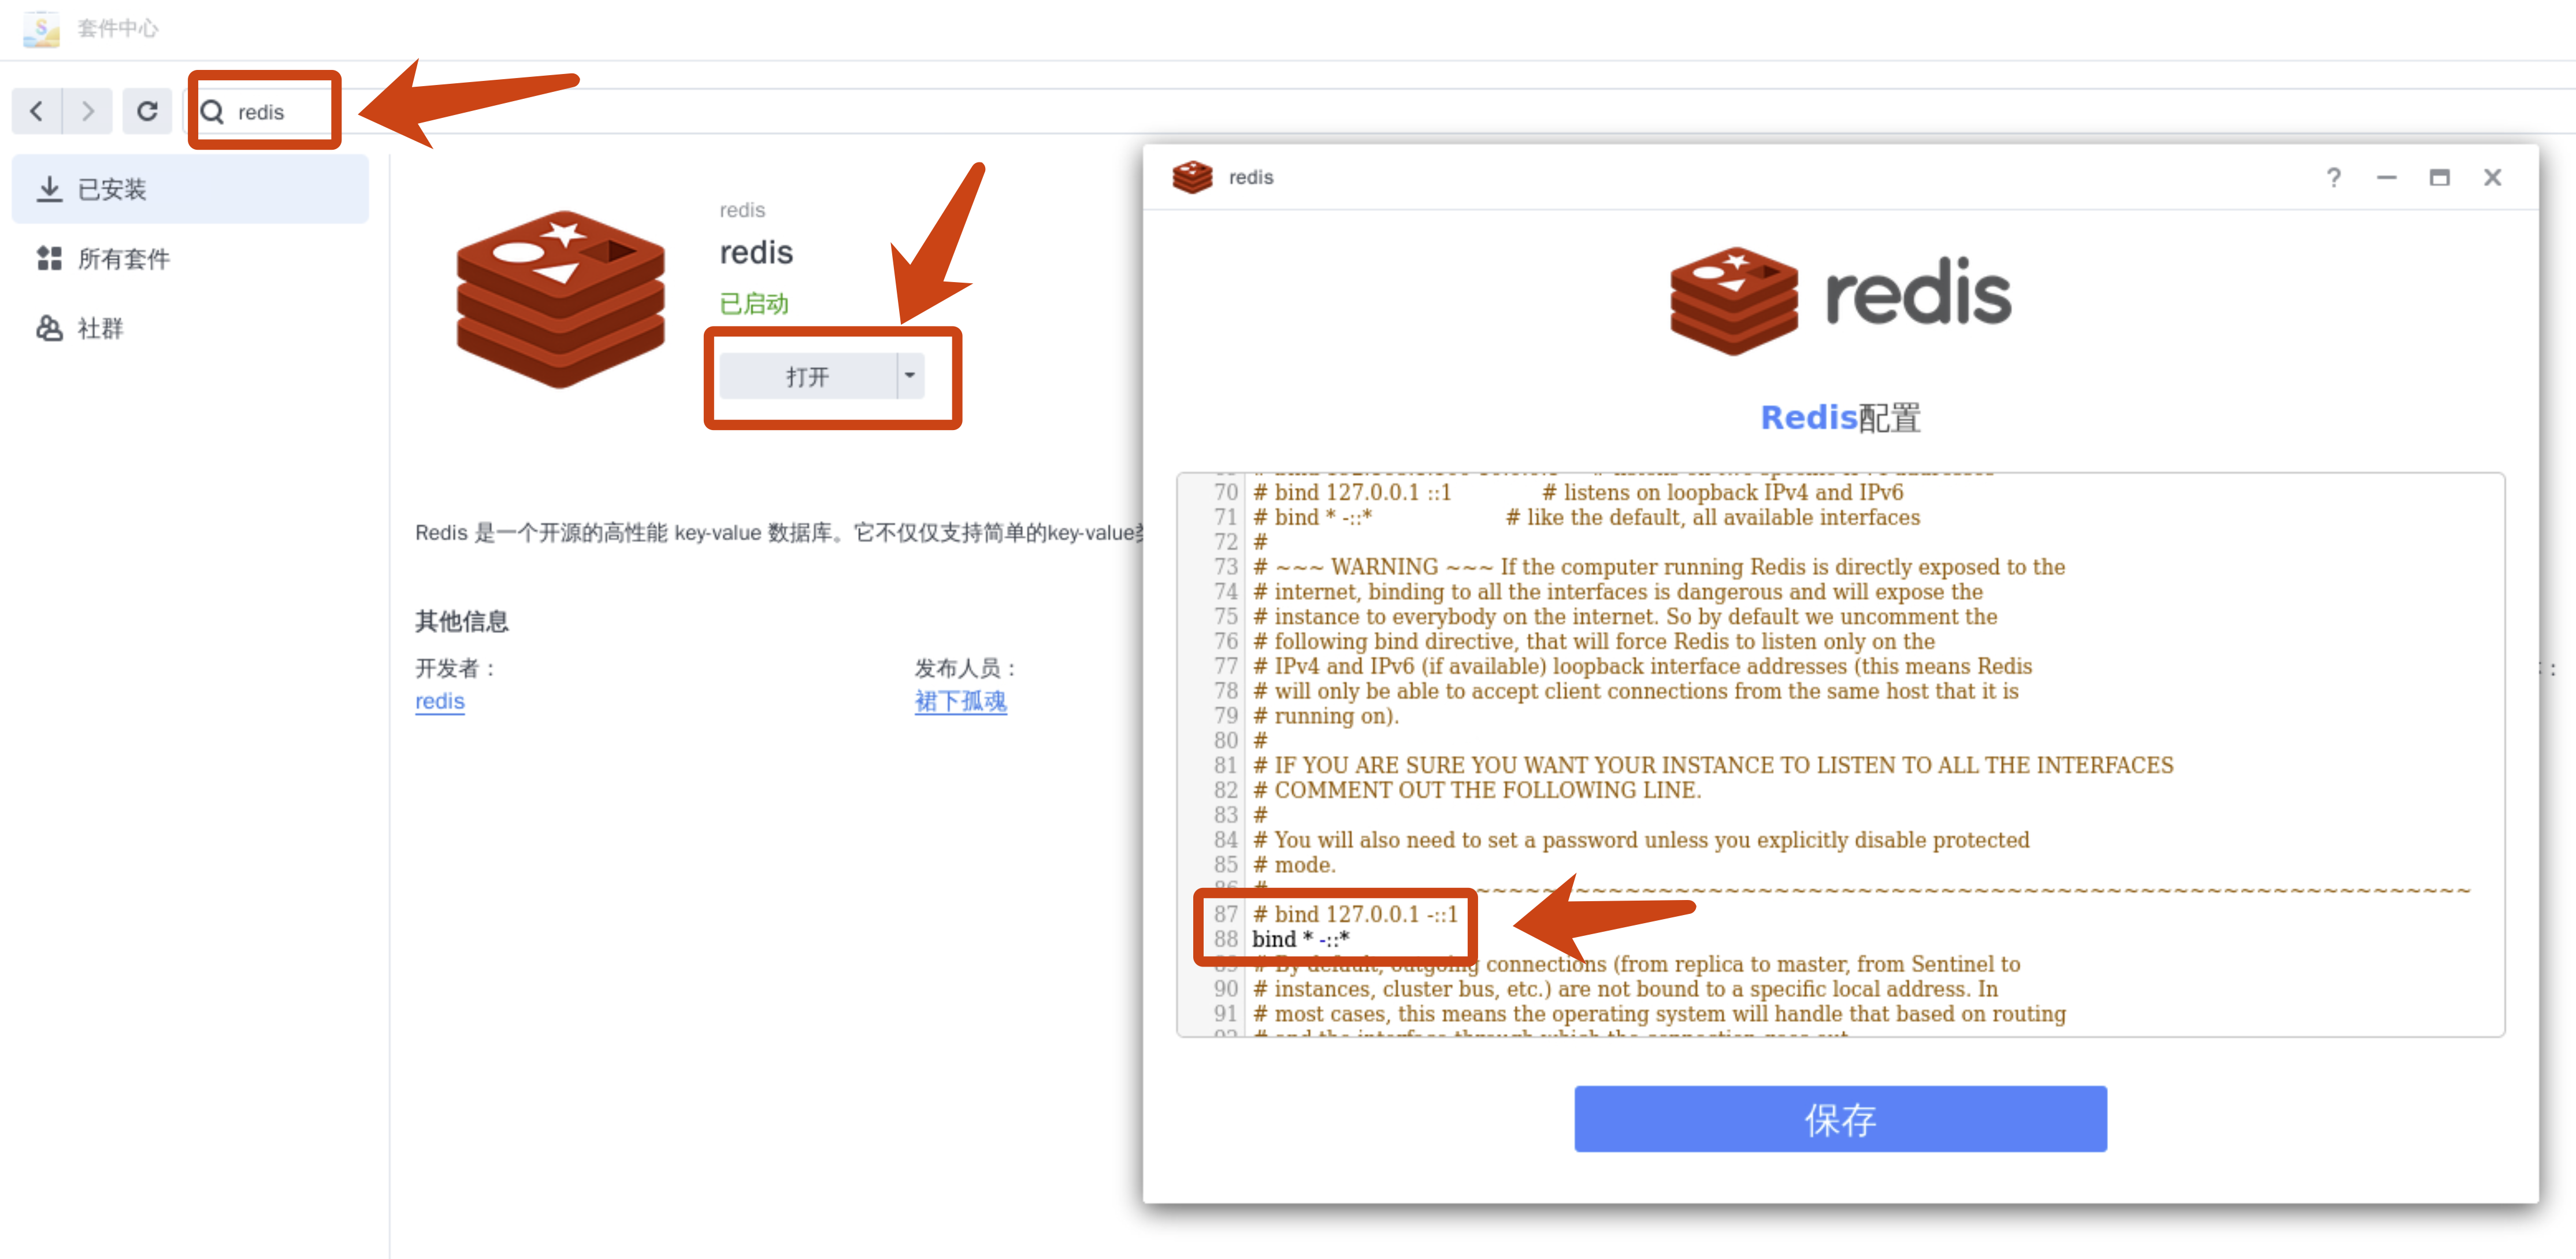 套件中心
redis
已安装
所有套件
社群
redis
redis
已启动
打开
Redis 是一个开源的高性能 key-value 数据库。它不仅仅支持简单的key-value
其他信息
开发者：
redis
发布人员：
裙下孤魂
redis
redis
Redis配置
70 # bind 127.0.0.1 ::1 # listens on loopback IPv4 and IPv6
71 # bind * -::* # like the default, all available interfaces
72 #
73 # ~~~ WARNING ~~~ If the computer running Redis is directly exposed to the
74 # internet, binding to all the interfaces is dangerous and will expose the
75 # instance to everybody on the internet. So by default we uncomment the
76 # following bind directive, that will force Redis to listen only on the
77 # IPv4 and IPv6 (if available) loopback interface addresses (this means Redis
78 # will only be able to accept client connections from the same host that it is
79 # running on).
80 #
81 # IF YOU ARE SURE YOU WANT YOUR INSTANCE TO LISTEN TO ALL THE INTERFACES
82 # COMMENT OUT THE FOLLOWING LINE.
83 #
84 # You will also need to set a password unless you explicitly disable protected
85 # mode.
87 # bind 127.0.0.1 -::1
88 bind * -::*
89 # By default, outgoing connections (from replica to master, from Sentinel to
90 # instances, cluster bus, etc.) are not bound to a specific local address. In
91 # most cases, this means the operating system will handle that based on routing
保存